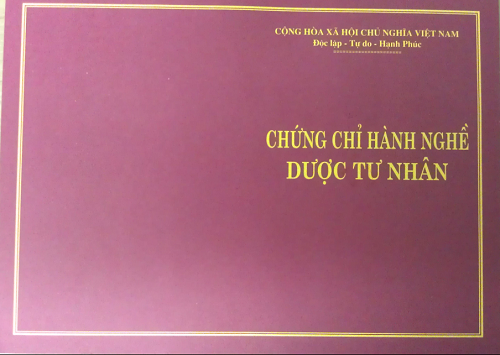 CỘNG HÒA XÃ HỘI CHỦ NGHĨA VIỆT NAM
Độc lập - Tự do - Hạnh Phúc
CHỨNG CHỈ HÀNH NGHỀ
DƯỢC TƯ NHÂN